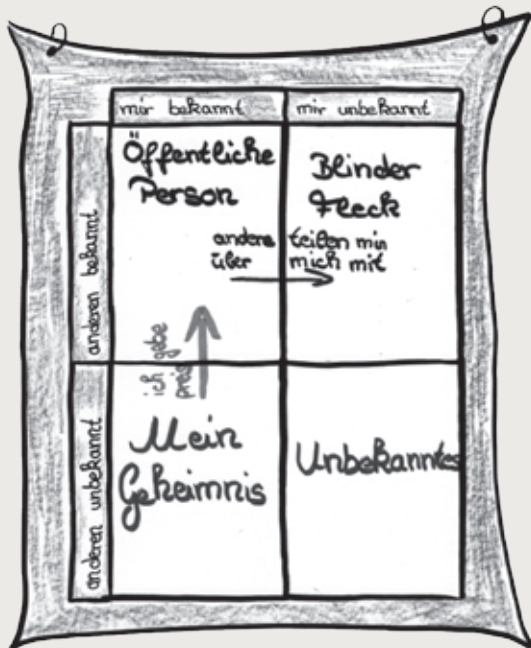 mir bekannt
mir unbekannt
anderen bekannt
Öffentliche
Person
Blinder
Fleck
andere teilen mir
über mich mit
ich gebe
preis
anderen unbekannt
Mein
Geheimnis
Unbekanntes